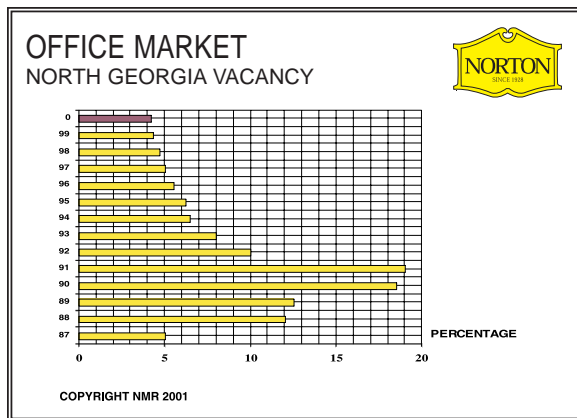 OFFICE MARKET
NORTH GEORGIA VACANCY
NORTON
SINCE 1928
0
99
98
97
96
95
94
93
92
91
90
89
88
87
PERCENTAGE
0 5 10 15 20
COPYRIGHT NMR 2001